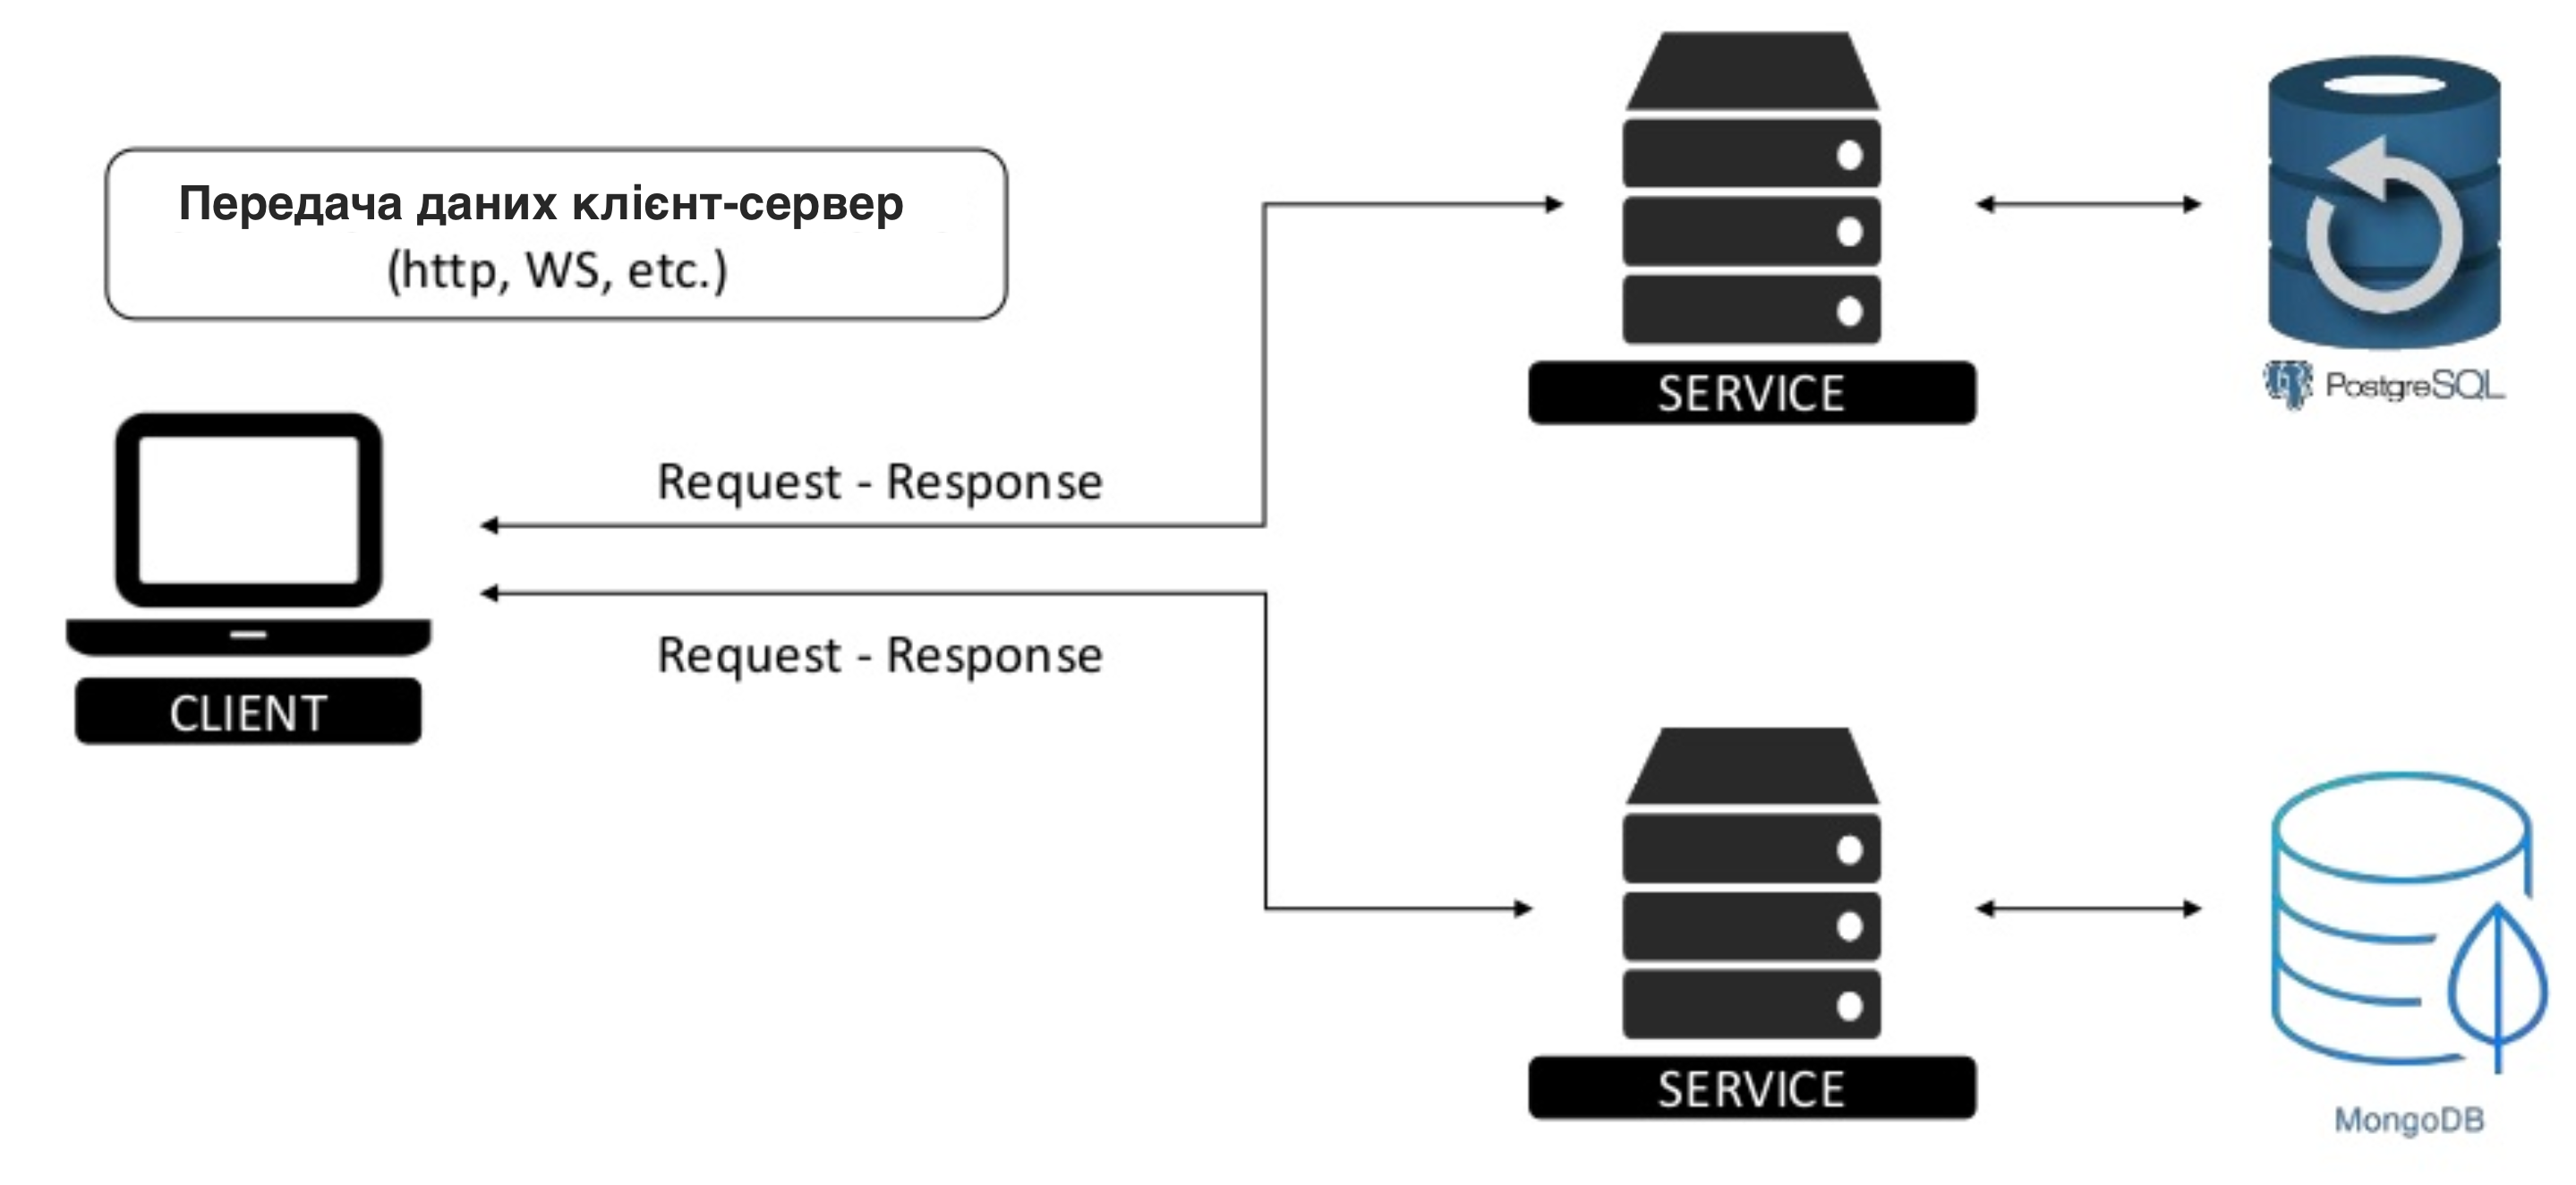 Передача даних клієнт-сервер
(http, WS, etc.)
SERVICE
PostgreSQL
Request - Response
Request - Response
CLIENT
SERVICE
MongoDB